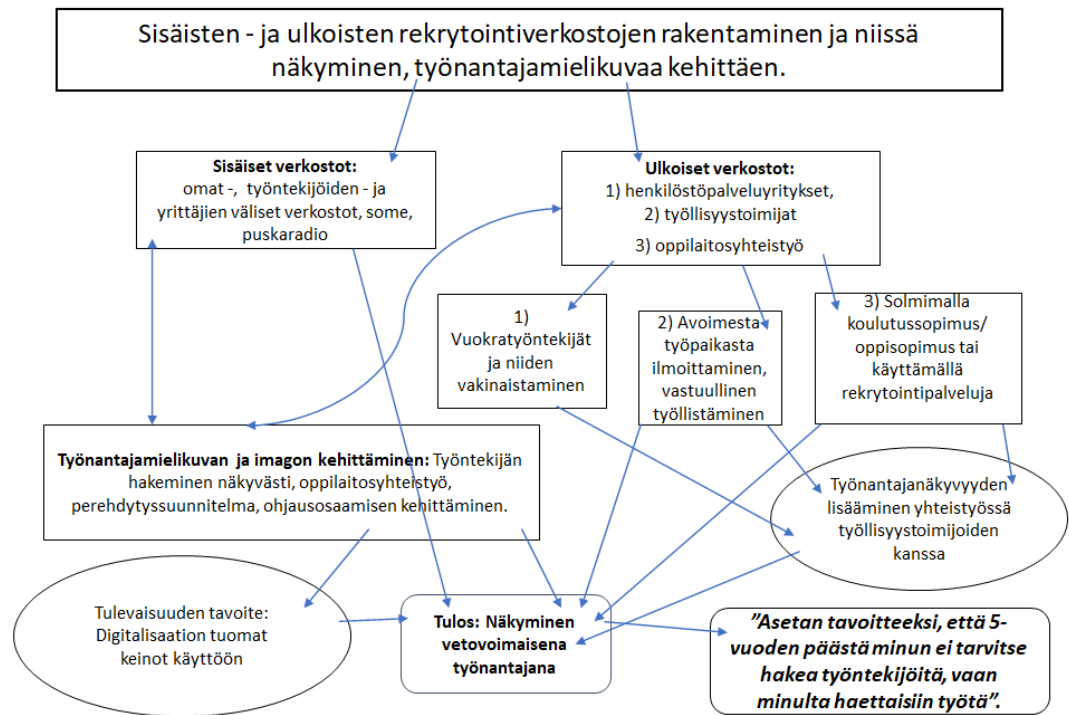 Sisäisten - ja ulkoisten rekrytointiverkostojen rakentaminen ja niissä
näkyminen, työnantajamielikuvaa kehittäen.
Sisäiset verkostot:
omat -, työntekijöiden - ja
yrittäjien väliset verkostot, some,
puskaradio
Ulkoiset verkostot:
1) henkilöstöpalveluyritykset,
2) työllisyystoimijat
3) oppilaitosyhteistyö
1)
Vuokratyöntekijät
ja niiden
vakinaistaminen
2) Avoimesta
työpaikasta
ilmoittaminen,
vastuullinen
työllistäminen
3) Solmimalla
koulutussopimus/
oppisopimus tai
käyttämällä
rekrytointipalveluja
Työnantajamielikuvan ja imagon kehittäminen: Työntekijän
hakeminen näkyvästi, oppilaitosyhteistyö,
perehdytyssuunnitelma, ohjausosaamisen kehittäminen.
Työnantajanäkyvyyden
lisääminen yhteistyössä
työllisyystoimijoiden
kanssa
Tulevaisuuden tavoite:
Digitalisaation tuomat
keinot käyttöön
Tulos: Näkyminen
vetovoimaisena
työnantajana
”Asetan tavoitteeksi, että 5-
vuoden päästä minun ei tarvitse
hakea työntekijöitä, vaan
minulta haettaisiin työtä”.